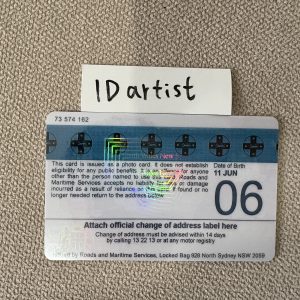 73 574 162
ID artist
This card is issued as a photo card. It does not establish
eligibility for any public benefits. It is an offence for anyone
other than the person named to use this card. Roads and
Maritime Services accepts no liability for loss or damage
incurred as a result of reliance on this card. If found or no
longer needed return to the address below.
Date of Birth
11 JUN
06
Attach official change of address label here
Change of address must be advised within 14 days
by calling 13 22 13 or at any motor registry
Issued by Roads and Maritime Services, Locked Bag 928 North Sydney NSW 2059